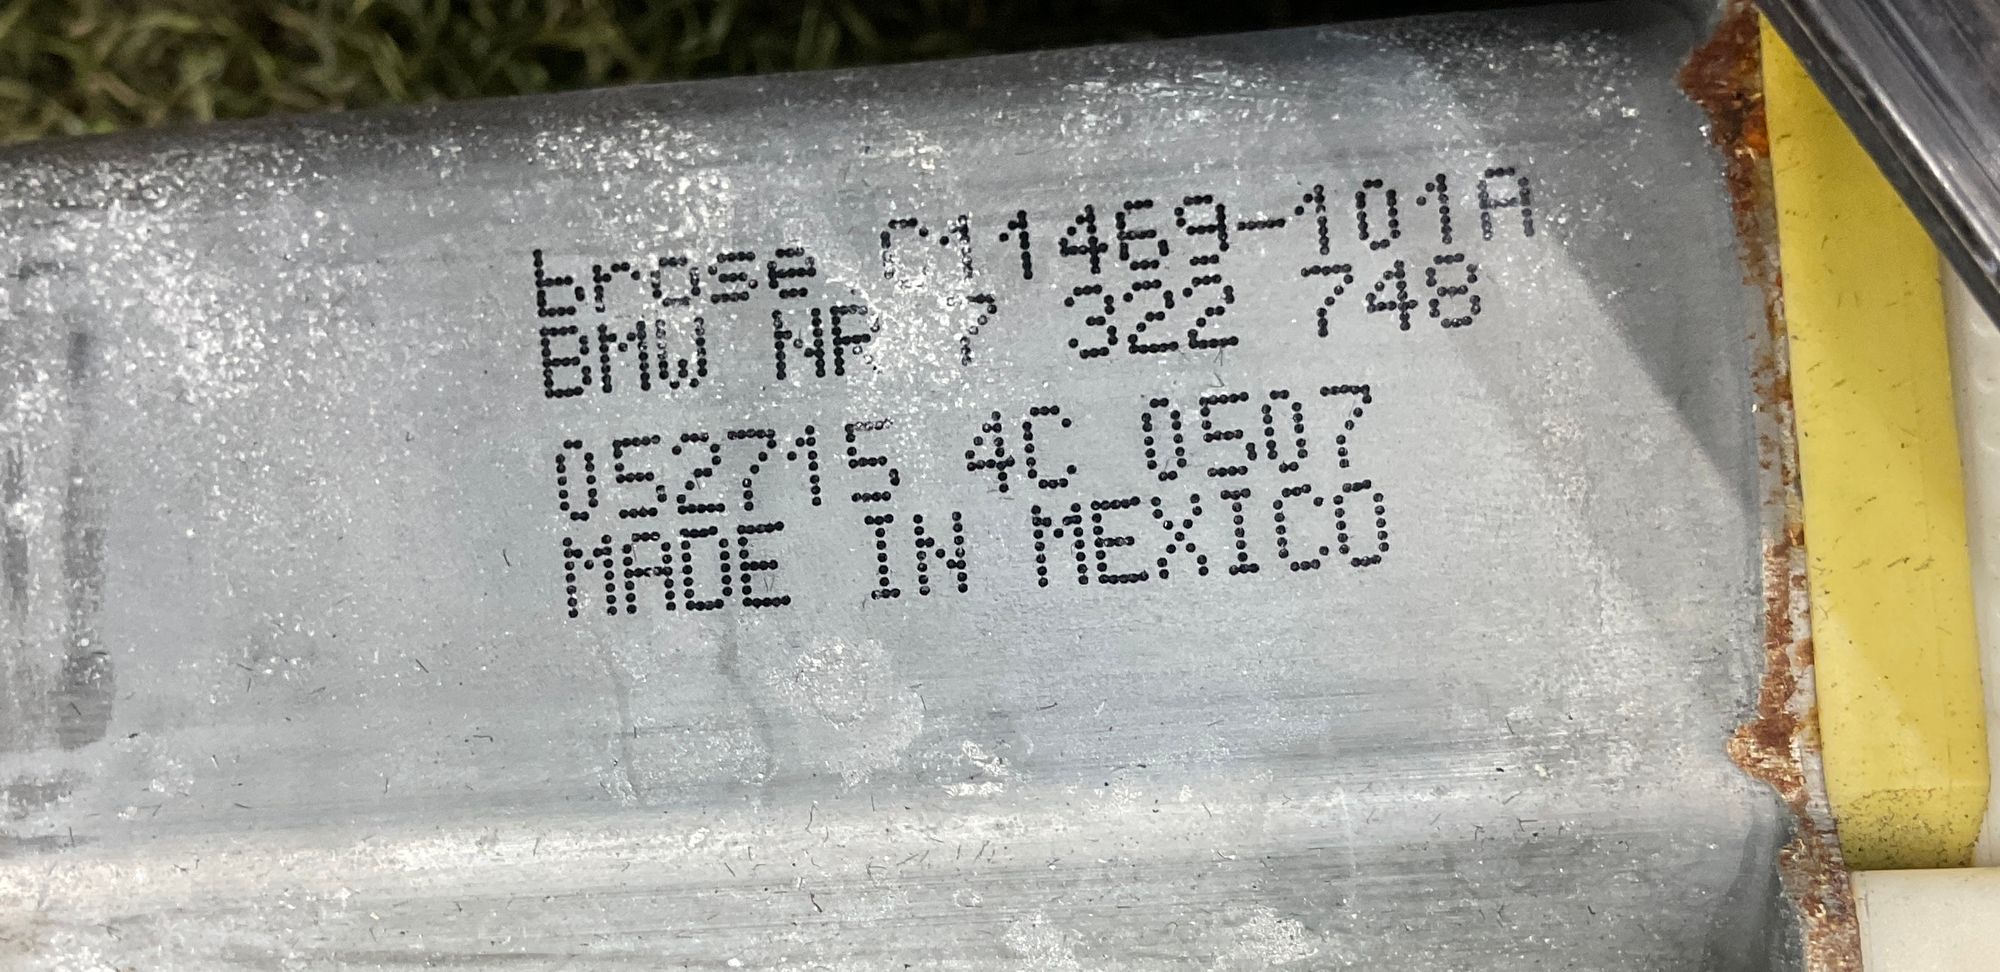 brose C11469-101A
BMW NR 7 322 748
052715 4C 0507
MADE IN MEXICO